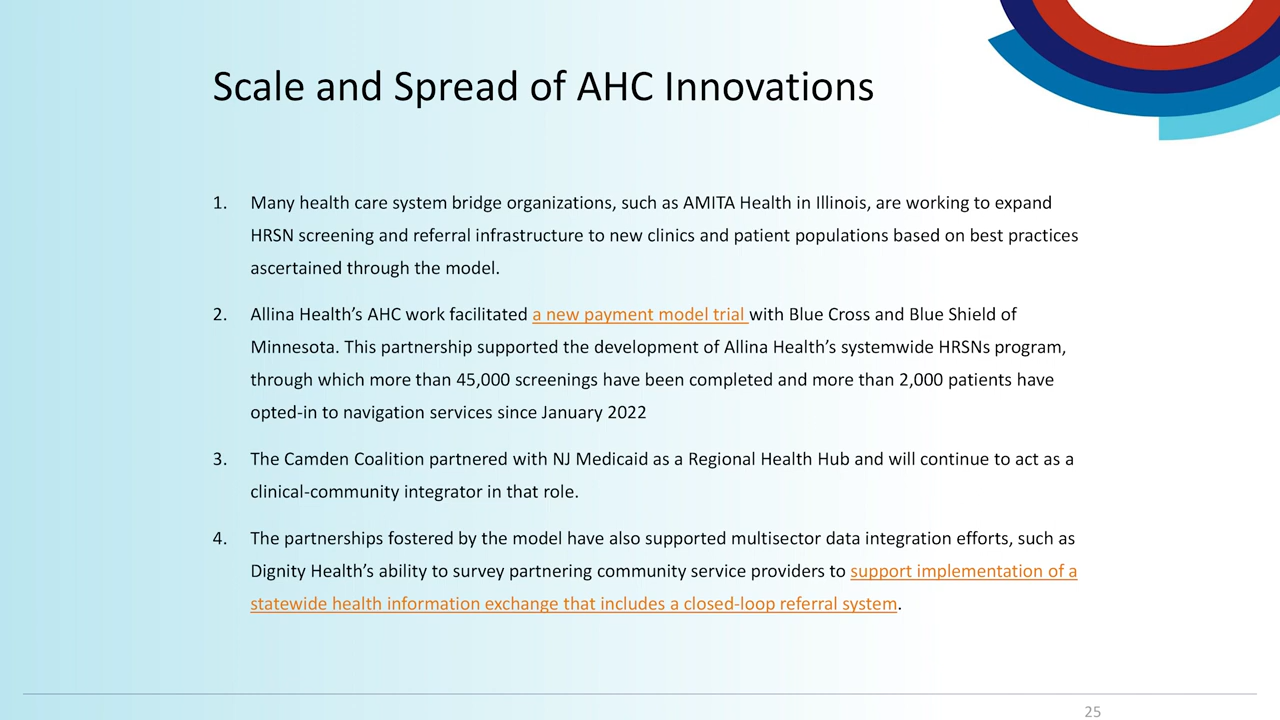 Scale and Spread of AHC Innovations
1. Many health care system bridge organizations, such as AMITA Health in Illinois, are working to expand
HRSN screening and referral infrastructure to new clinics and patient populations based on best practices
ascertained through the model.
2. Allina Health’s AHC work facilitated a new payment model trial with Blue Cross and Blue Shield of
Minnesota. This partnership supported the development of Allina Health’s systemwide HRSNs program,
through which more than 45,000 screenings have been completed and more than 2,000 patients have
opted-in to navigation services since January 2022
3. The Camden Coalition partnered with NJ Medicaid as a Regional Health Hub and will continue to act as a
clinical-community integrator in that role.
4. The partnerships fostered by the model have also supported multisector data integration efforts, such as
Dignity Health’s ability to survey partnering community service providers to support implementation of a
statewide health information exchange that includes a closed-loop referral system.
25